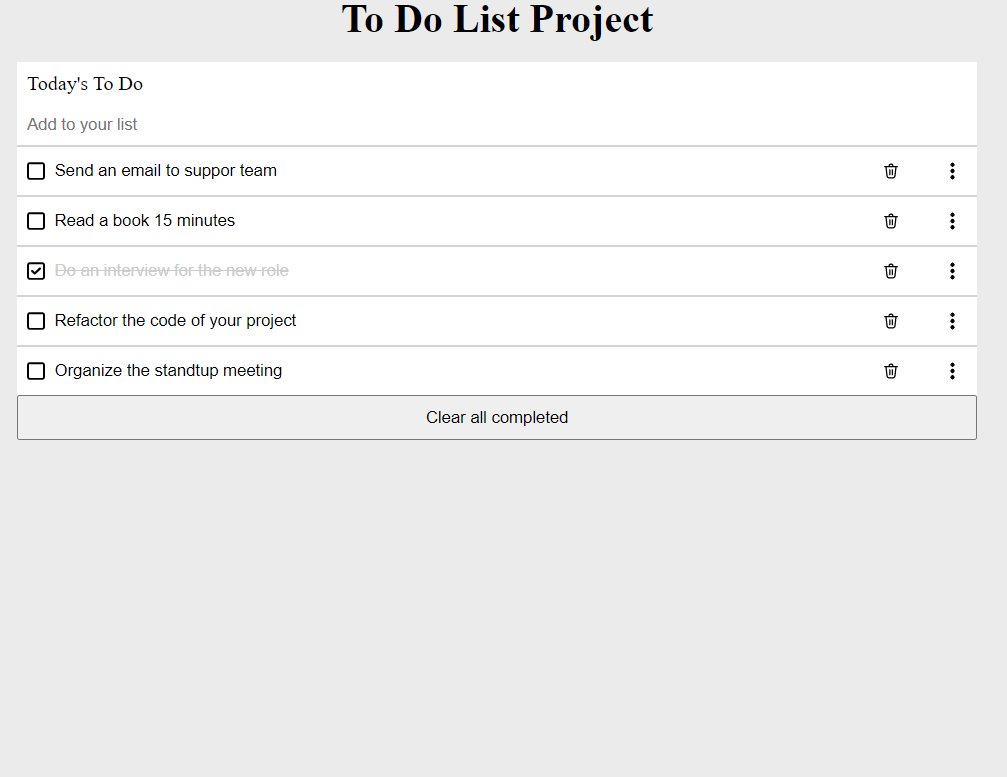 To Do List Project
Today's To Do
Add to your list
Send an email to suppor team
Read a book 15 minutes
Do an interview for the new role
Refactor the code of your project
Organize the standtup meeting
Clear all completed